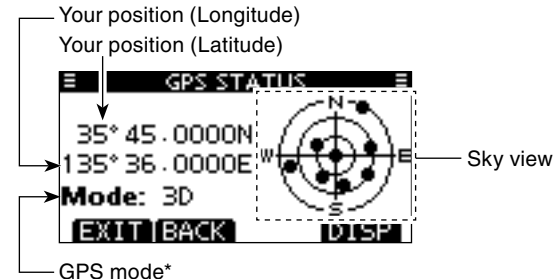 Your position (Longitude)
Your position (Latitude)
GPS STATUS
N
35° 45.0000N
135° 36.0000E
W
E
Sky view
Mode: 3D
S
EXIT BACK DISP
GPS mode*